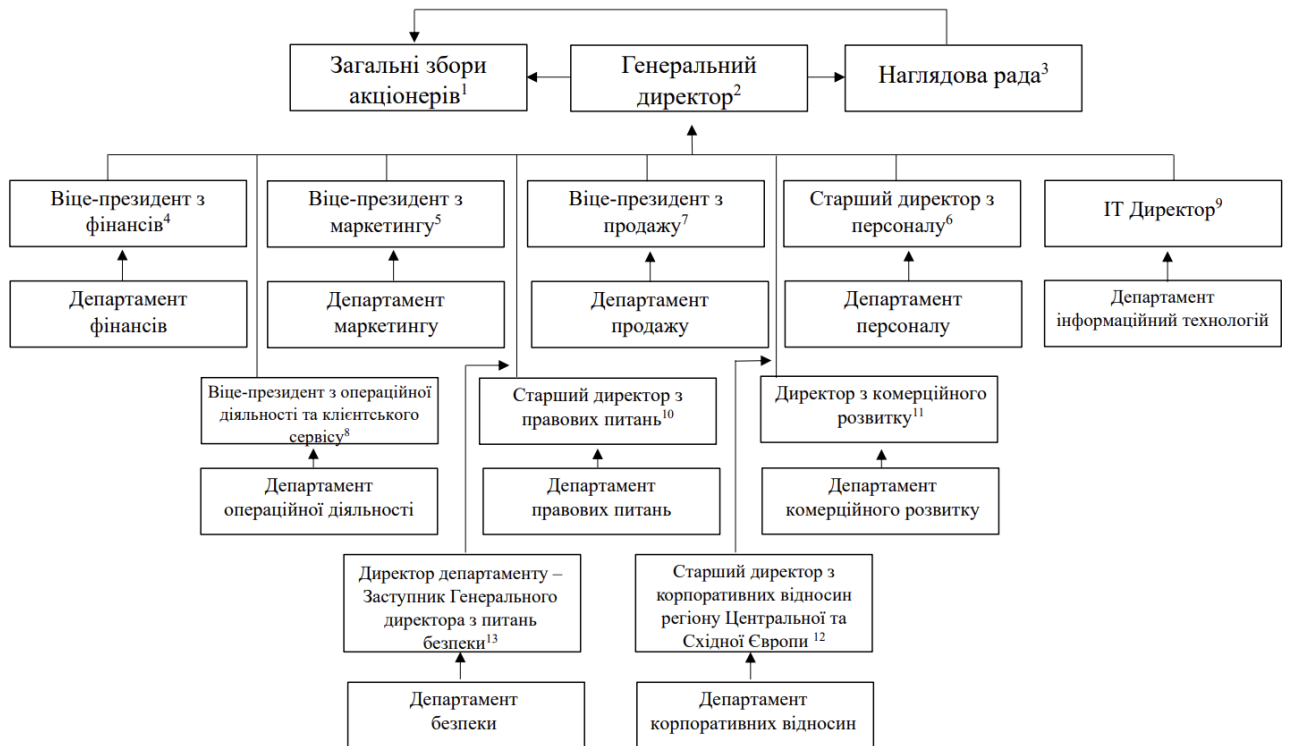 Загальні збори
акціонерів1
Генеральний
директор2
Наглядова рада3
Віце-президент з
фінансів4
Віце-президент з
маркетингу5
Віце-президент з
продажу7
Старший директор з
персоналу6
ІТ Директор9
Департамент
фінансів
Департамент
маркетингу
Департамент
продажу
Департамент
персоналу
Департамент
інформаційний технологій
Віце-президент з операційної
діяльності та клієнтського
сервісу8
Старший директор з
правових питань10
Директор з комерційного
розвитку11
Департамент
операційної діяльності
Департамент
правових питань
Департамент
комерційного розвитку
Директор департаменту –
Заступник Генерального
директора з питань
безпеки13
Старший директор з
корпоративних відносин
регіону Центральної та
Східної Європи 12
Департамент
безпеки
Департамент
корпоративних відносин